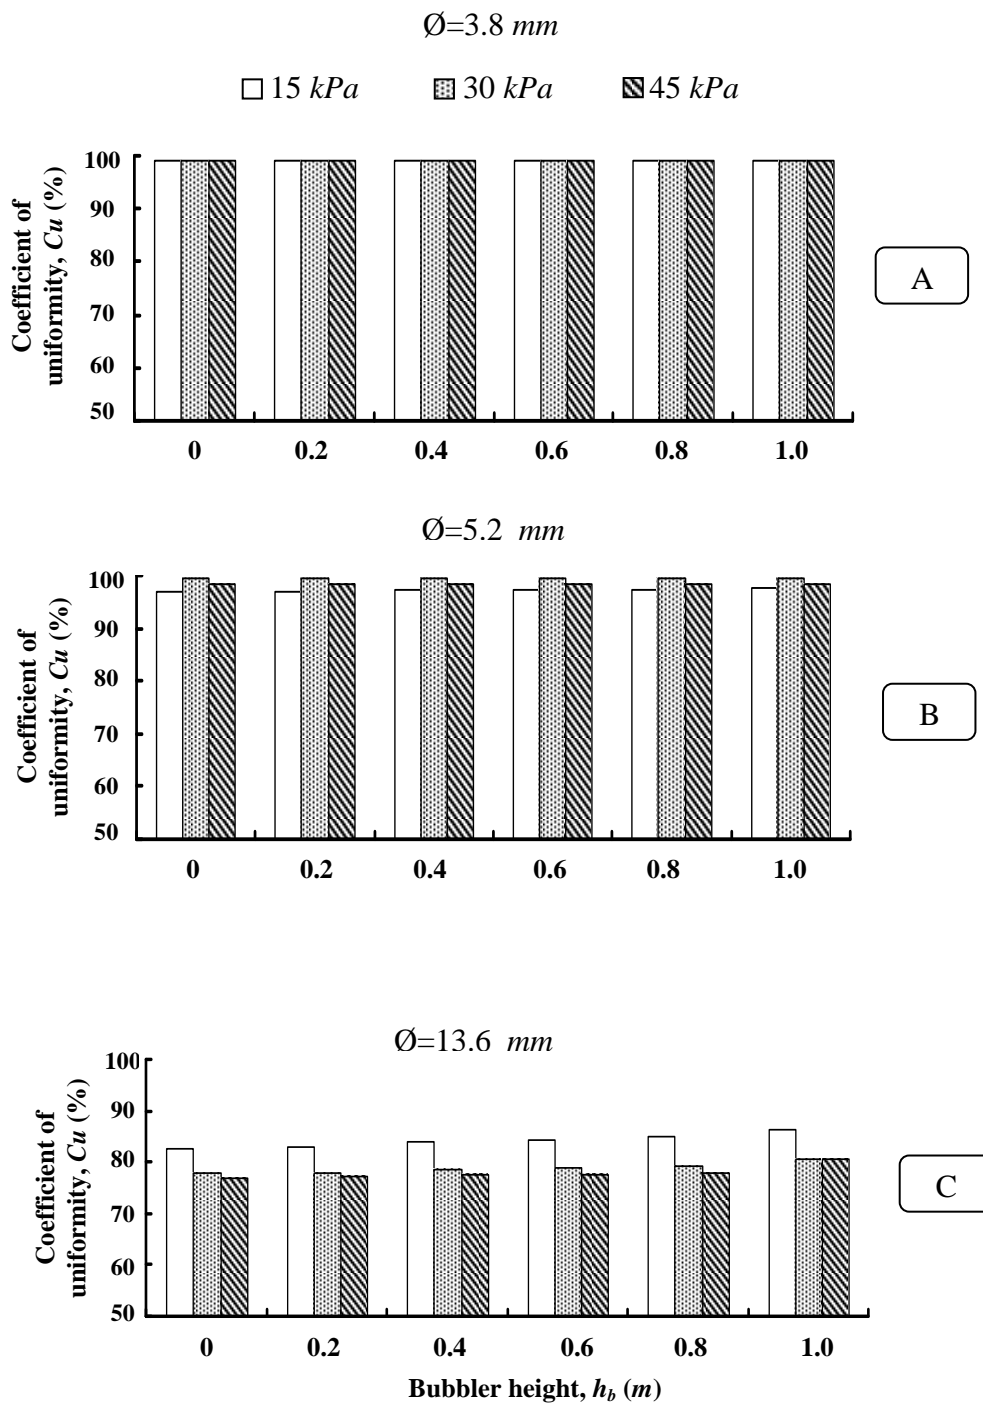 Ø=3.8 mm
15 kPa 30 kPa 45 kPa
Coefficient of
uniformity, Cu (%)
100
90
80
70
60
50
A
0 0.2 0.4 0.6 0.8 1.0
Ø=5.2 mm
Coefficient of
uniformity, Cu (%)
100
90
80
70
60
50
B
0 0.2 0.4 0.6 0.8 1.0
Ø=13.6 mm
Coefficient of
uniformity, Cu (%)
100
90
80
70
60
50
C
0 0.2 0.4 0.6 0.8 1.0
Bubbler height, hb (m)